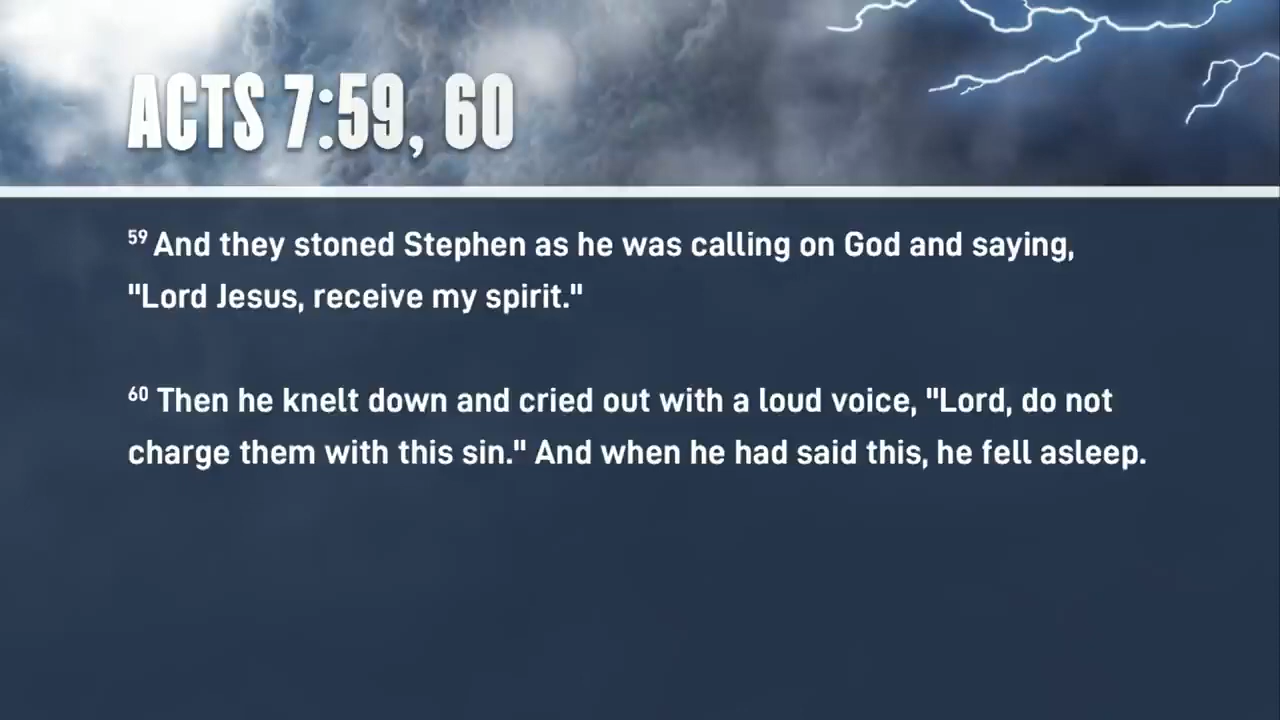 ACTS 7:59, 60
59 And they stoned Stephen as he was calling on God and saying,
"Lord Jesus, receive my spirit."
60 Then he knelt down and cried out with a loud voice, "Lord, do not
charge them with this sin." And when he had said this, he fell asleep.